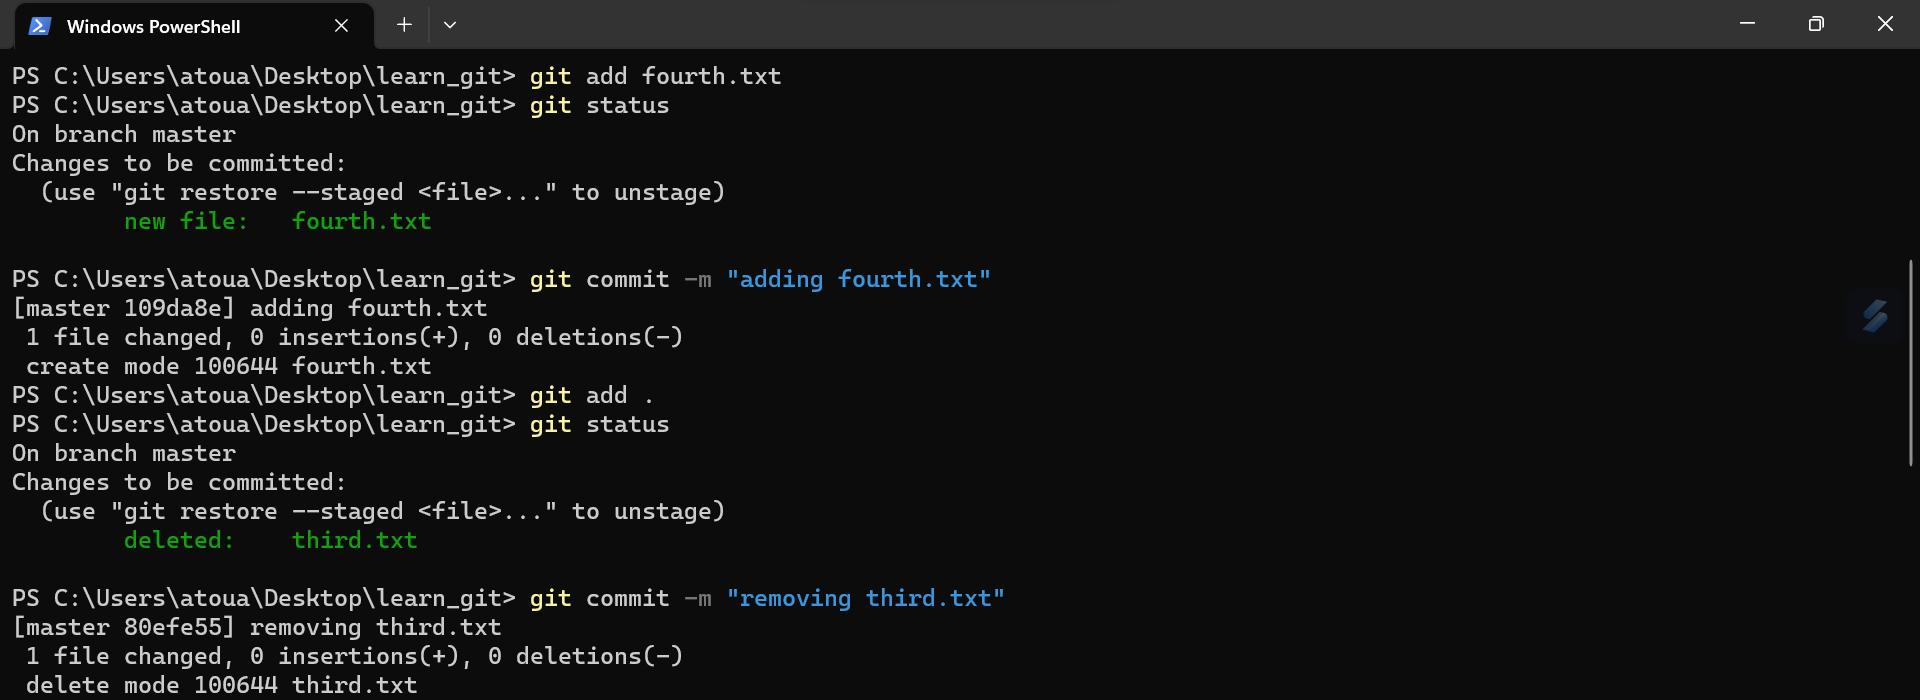 Windows PowerShell
PS C:\Users\atoua\Desktop\learn_git> git add fourth.txt
PS C:\Users\atoua\Desktop\learn_git> git status
On branch master
Changes to be committed:
  (use "git restore --staged <file>..." to unstage)
        new file:   fourth.txt

PS C:\Users\atoua\Desktop\learn_git> git commit -m "adding fourth.txt"
[master 109da8e] adding fourth.txt
 1 file changed, 0 insertions(+), 0 deletions(-)
 create mode 100644 fourth.txt
PS C:\Users\atoua\Desktop\learn_git> git add .
PS C:\Users\atoua\Desktop\learn_git> git status
On branch master
Changes to be committed:
  (use "git restore --staged <file>..." to unstage)
        deleted:    third.txt

PS C:\Users\atoua\Desktop\learn_git> git commit -m "removing third.txt"
[master 80efe55] removing third.txt
 1 file changed, 0 insertions(+), 0 deletions(-)
 delete mode 100644 third.txt